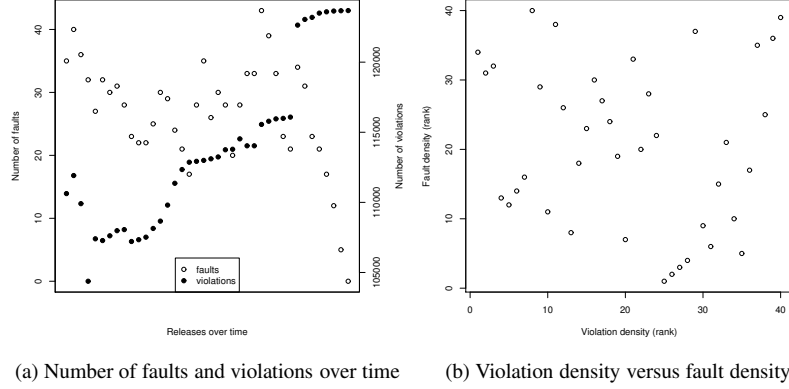 0 10 20 30 40
Number of faults
105000 110000 115000 120000
Number of violations
faults
violations
Releases over time
0 10 20 30 40
Fault density (rank)
0 10 20 30 40
Violation density (rank)
(a) Number of faults and violations over time
(b) Violation density versus fault density